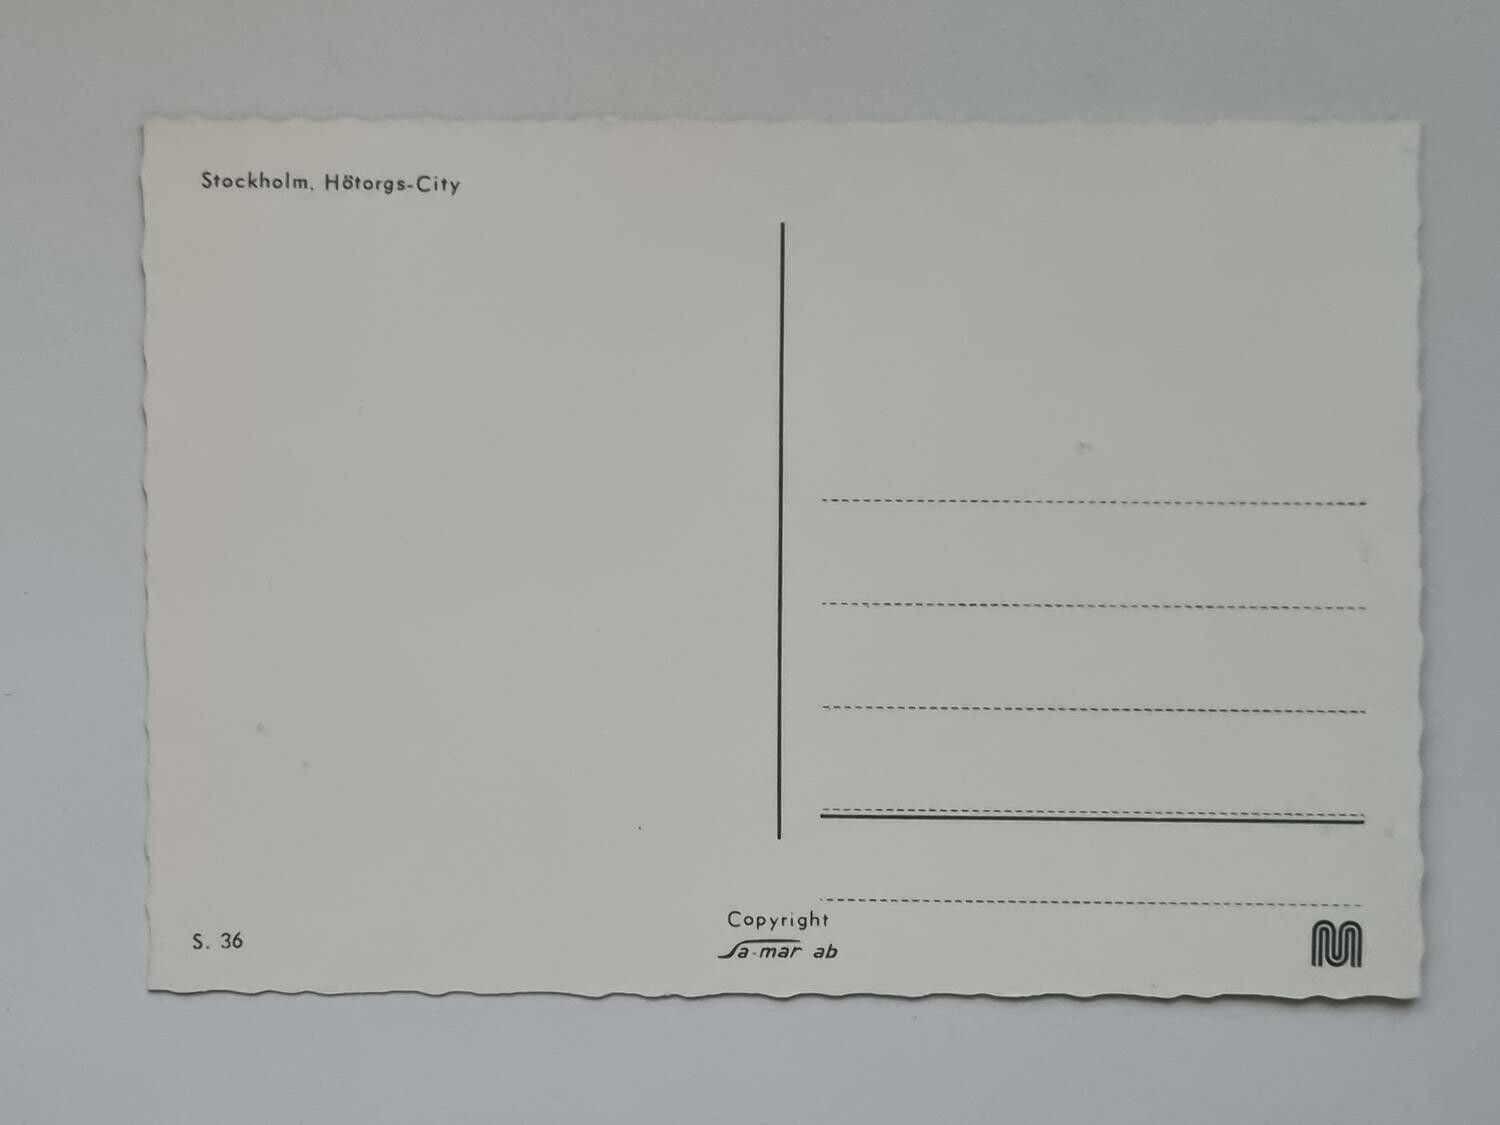 Stockholm. Hötorgs-City
S. 36
Copyright
Sa-mar ab